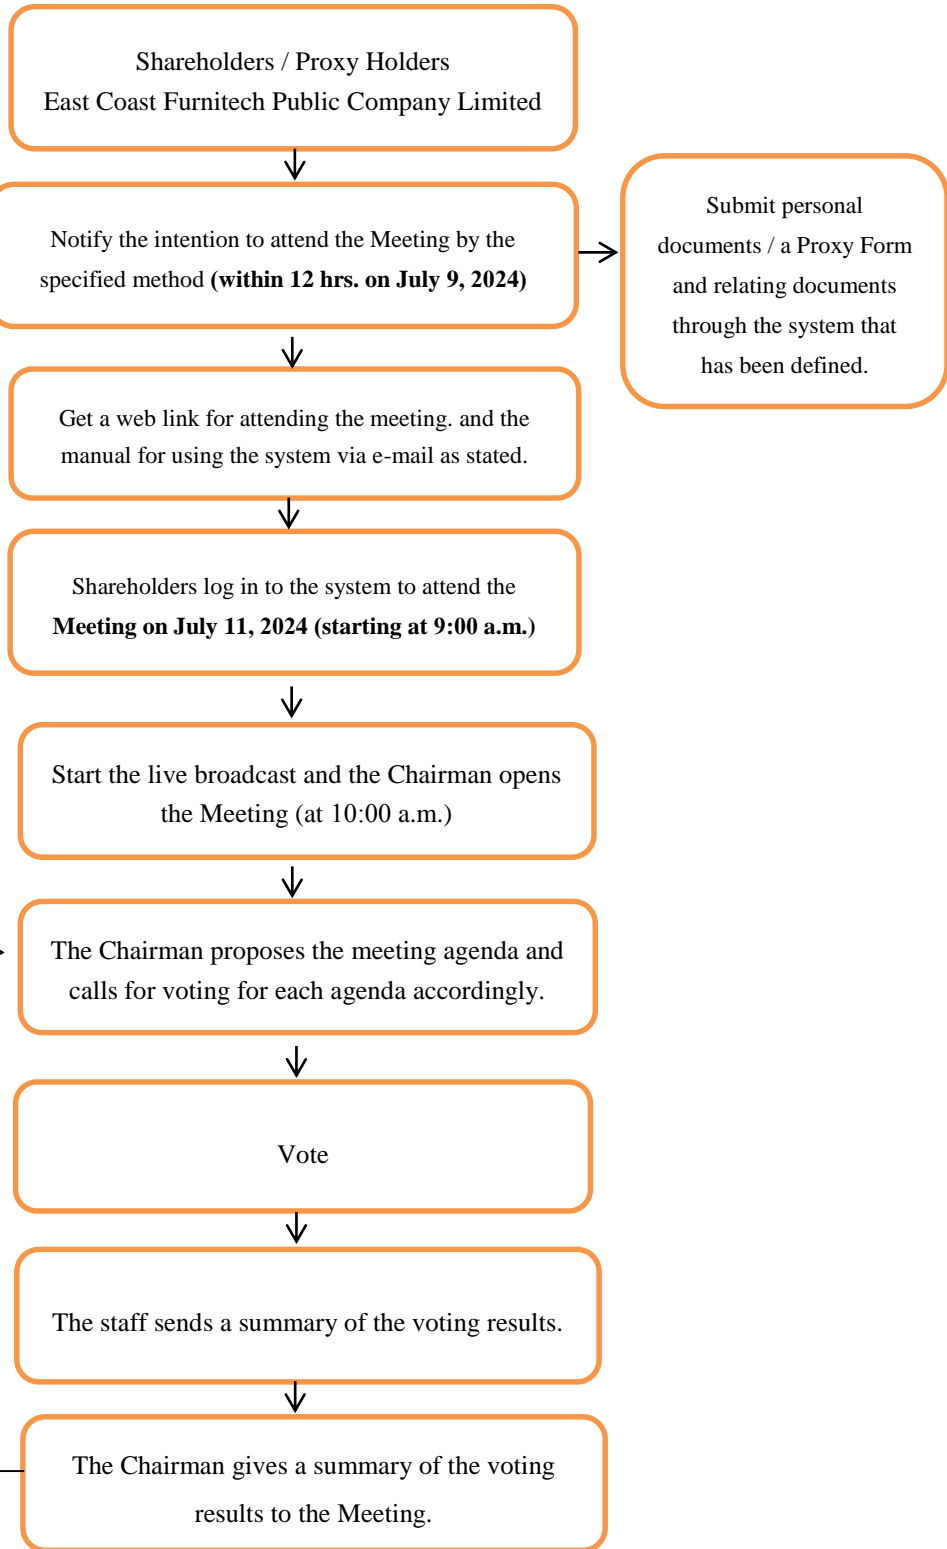 Shareholders / Proxy Holders
East Coast Furnitech Public Company Limited
Notify the intention to attend the Meeting by the
specified method (within 12 hrs. on July 9, 2024)
Submit personal
documents / a Proxy Form
and relating documents
through the system that
has been defined.
Get a web link for attending the meeting. and the
manual for using the system via e-mail as stated.
Shareholders log in to the system to attend the
Meeting on July 11, 2024 (starting at 9:00 a.m.)
Start the live broadcast and the Chairman opens
the Meeting (at 10:00 a.m.)
The Chairman proposes the meeting agenda and
calls for voting for each agenda accordingly.
Vote
The staff sends a summary of the voting results.
The Chairman gives a summary of the voting
results to the Meeting.